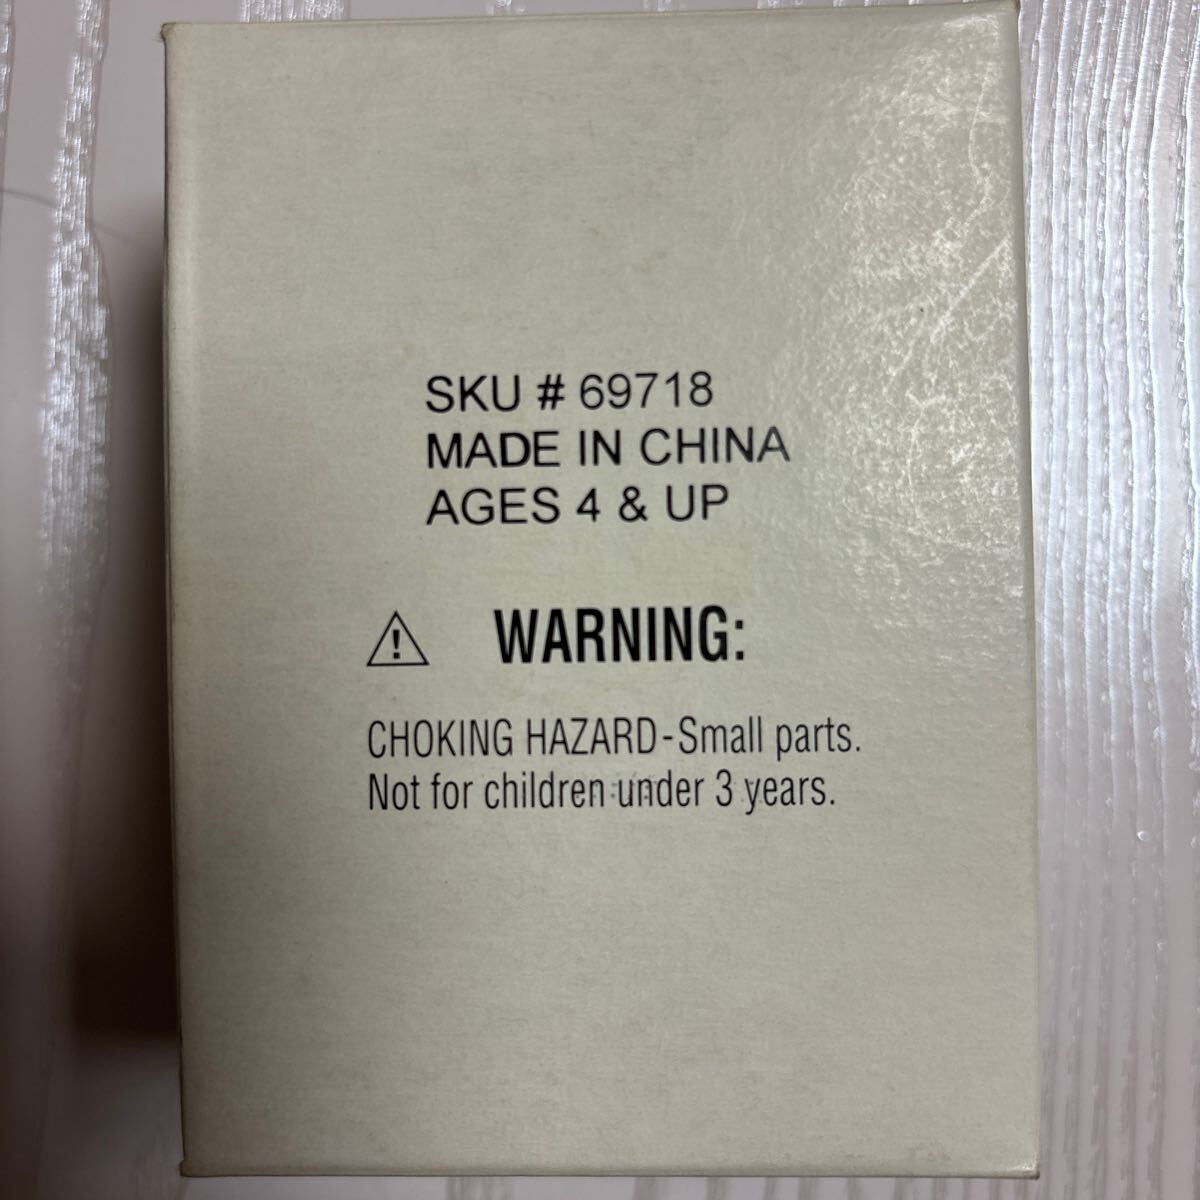 SKU # 69718
MADE IN CHINA
AGES 4 & UP
! WARNING:
CHOKING HAZARD-Small parts.
Not for children under 3 years.